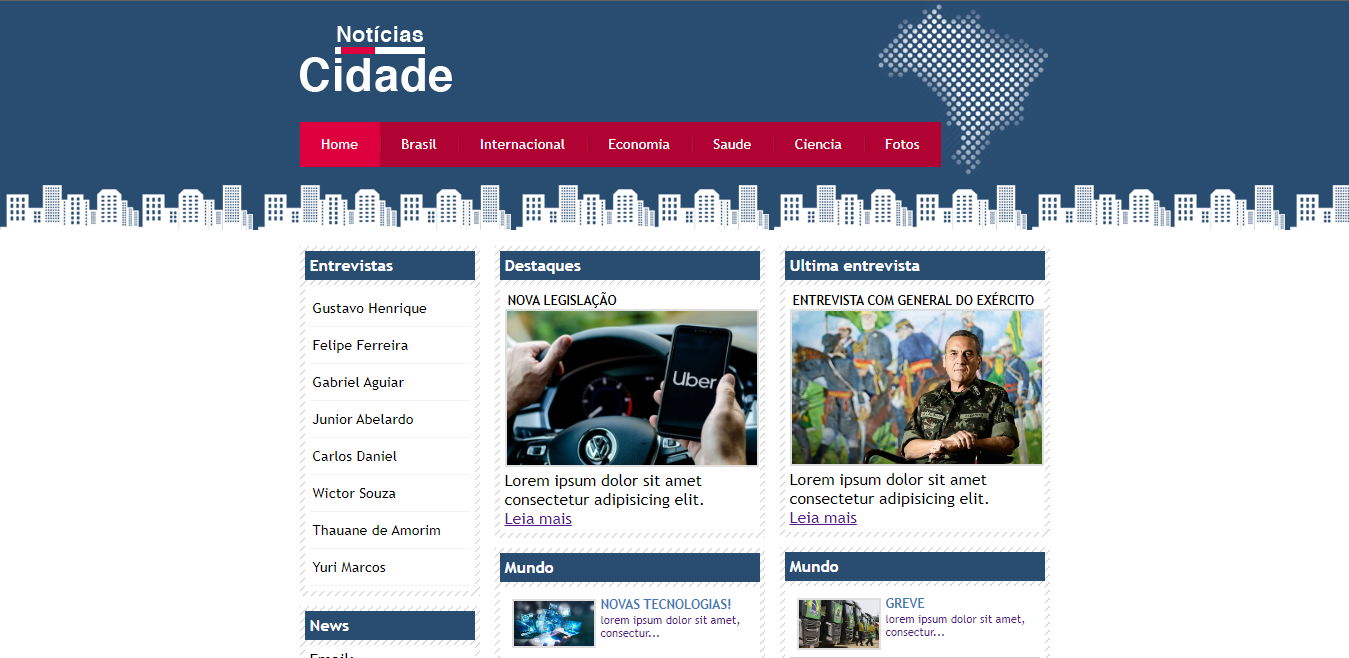 Notícias
Cidade
Home Brasil Internacional Economia Saude Ciencia Fotos
Entrevistas
Gustavo Henrique
Felipe Ferreira
Gabriel Aguiar
Junior Abelardo
Carlos Daniel
Wictor Souza
Thauane de Amorim
Yuri Marcos
News
Email:
Destaques
NOVA LEGISLAÇÃO
Uber
Lorem ipsum dolor sit amet
consectetur adipisicing elit.
Leia mais
Mundo
NOVAS TECNOLOGIAS!
lorem ipsum dolor sit amet,
consectur...
Ultima entrevista
ENTREVISTA COM GENERAL DO EXÉRCITO
Lorem ipsum dolor sit amet
consectetur adipisicing elit.
Leia mais
Mundo
GREVE
lorem ipsum dolor sit amet,
consectur...